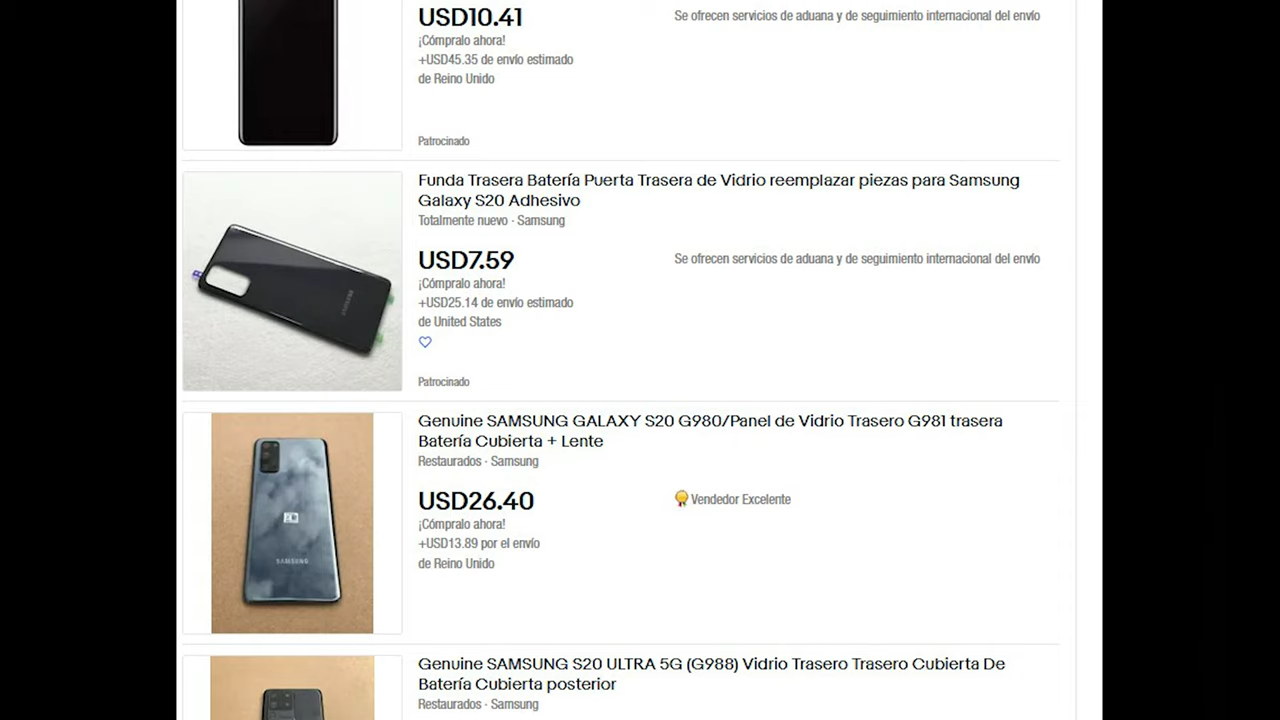 USD10.41
Se ofrecen servicios de aduana y de seguimiento internacional del envío
¡Cómpralo ahora!
+USD45.35 de envío estimado
de Reino Unido
Patrocinado
Funda Trasera Batería Puerta Trasera de Vidrio reemplazar piezas para Samsung
Galaxy S20 Adhesivo
Totalmente nuevo · Samsung
USD7.59
Se ofrecen servicios de aduana y de seguimiento internacional del envío
¡Cómpralo ahora!
+USD25.14 de envío estimado
de United States
Patrocinado
SAMSUNG
Genuine SAMSUNG GALAXY S20 G980/Panel de Vidrio Trasero G981 trasera
Batería Cubierta + Lente
Restaurados · Samsung
USD26.40
Vendedor Excelente
¡Cómpralo ahora!
+USD13.89 por el envío
de Reino Unido
SAMSUNG
Genuine SAMSUNG S20 ULTRA 5G (G988) Vidrio Trasero Trasero Cubierta De
Batería Cubierta posterior
Restaurados · Samsung